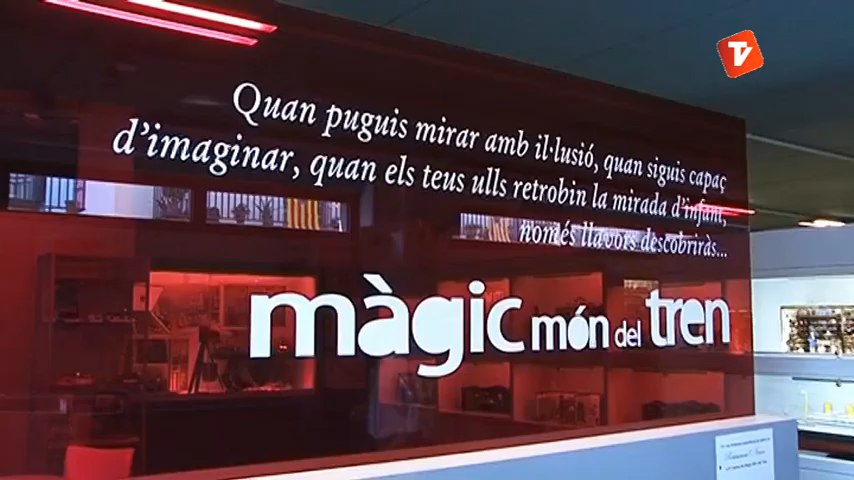 TV
Quan puguis mirar amb il·lusió, quan siguis capaç
d'imaginar, quan els teus ulls retrobin la mirada d'infant,
només llavors descobriràs...
màgic món del tren